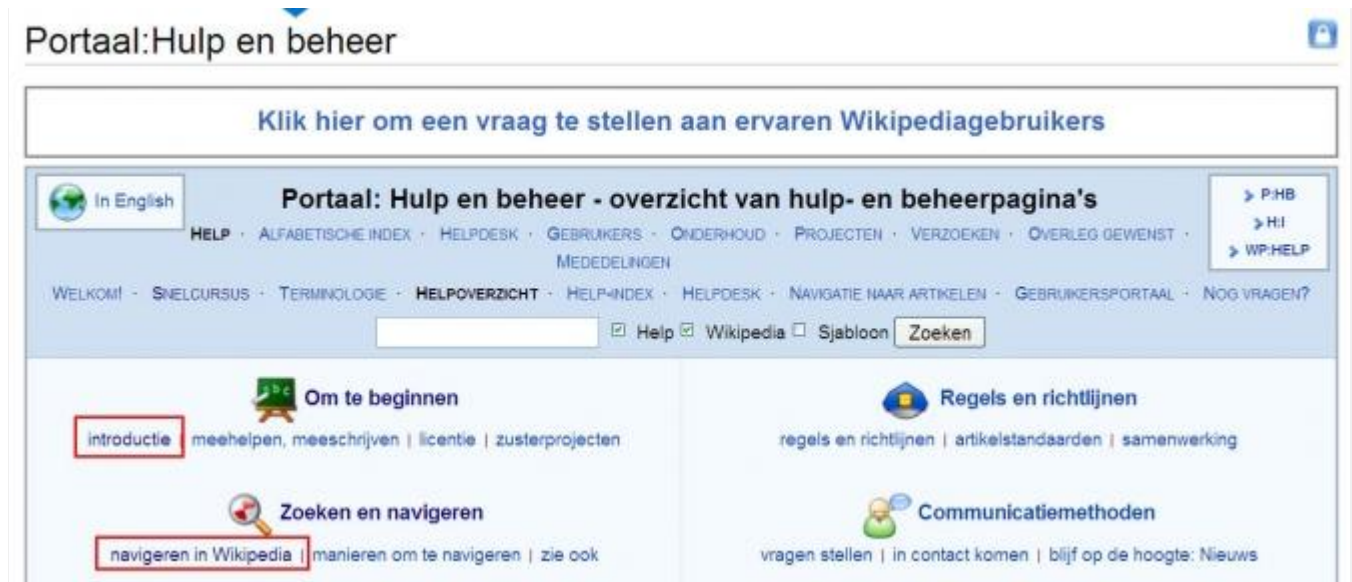 Portaal:Hulp en beheer
Klik hier om een vraag te stellen aan ervaren Wikipediagebruikers
In English
Portaal: Hulp en beheer - overzicht van hulp- en beheerpagina's
HELP · ALFABETISCHE INDEX · HELPDESK · GEBRUIKERS · ONDERHOUD · PROJECTEN · VERZOEKEN · OVERLEG GEWENST ·
MEDEDELINGEN
P:HB
H:I
WP:HELP
WELKOM! · SNELCURSUS · TERMINOLOGIE · HELPOVERZICHT · HELP-INDEX · HELPDESK · NAVIGATIE NAAR ARTIKELEN · GEBRUIKERSPORTAAL · NOG VRAGEN?
Help Wikipedia Sjabloon Zoeken
abc
Om te beginnen
introductie | meehelpen, meeschrijven | licentie | zusterprojecten
Regels en richtlijnen
regels en richtlijnen | artikelstandaarden | samenwerking
Zoeken en navigeren
navigeren in Wikipedia | manieren om te navigeren | zie ook
Communicatiemethoden
vragen stellen | in contact komen | blijf op de hoogte: Nieuws